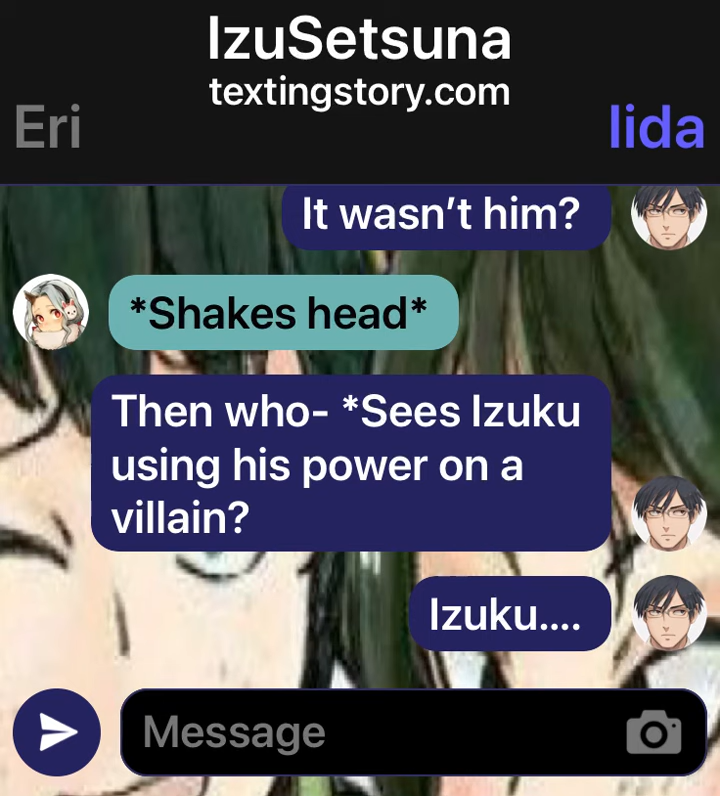 IzuSetsuna
textingstory.com
Eri
Iida
It wasn’t him?
*Shakes head*
Then who- *Sees Izuku
using his power on a
villain?
Izuku....
Message